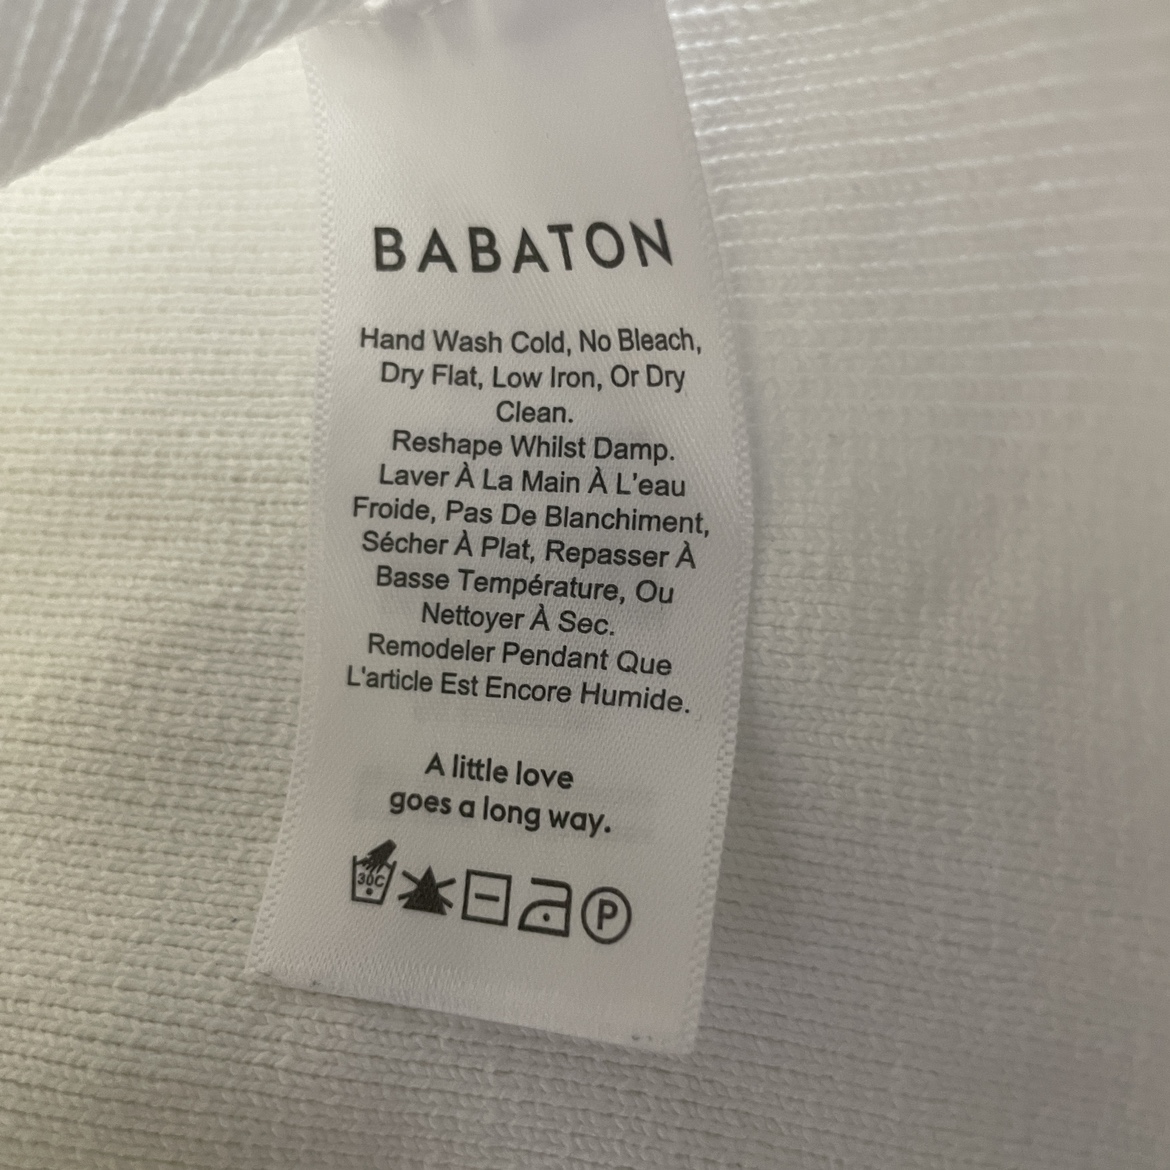 BABATON
Hand Wash Cold, No Bleach,
Dry Flat, Low Iron, Or Dry
Clean.
Reshape Whilst Damp.
Laver À La Main À L'eau
Froide, Pas De Blanchiment,
Sécher À Plat, Repasser À
Basse Température, Ou
Nettoyer À Sec.
Remodeler Pendant Que
L'article Est Encore Humide.
A little love
goes a long way.
30C P